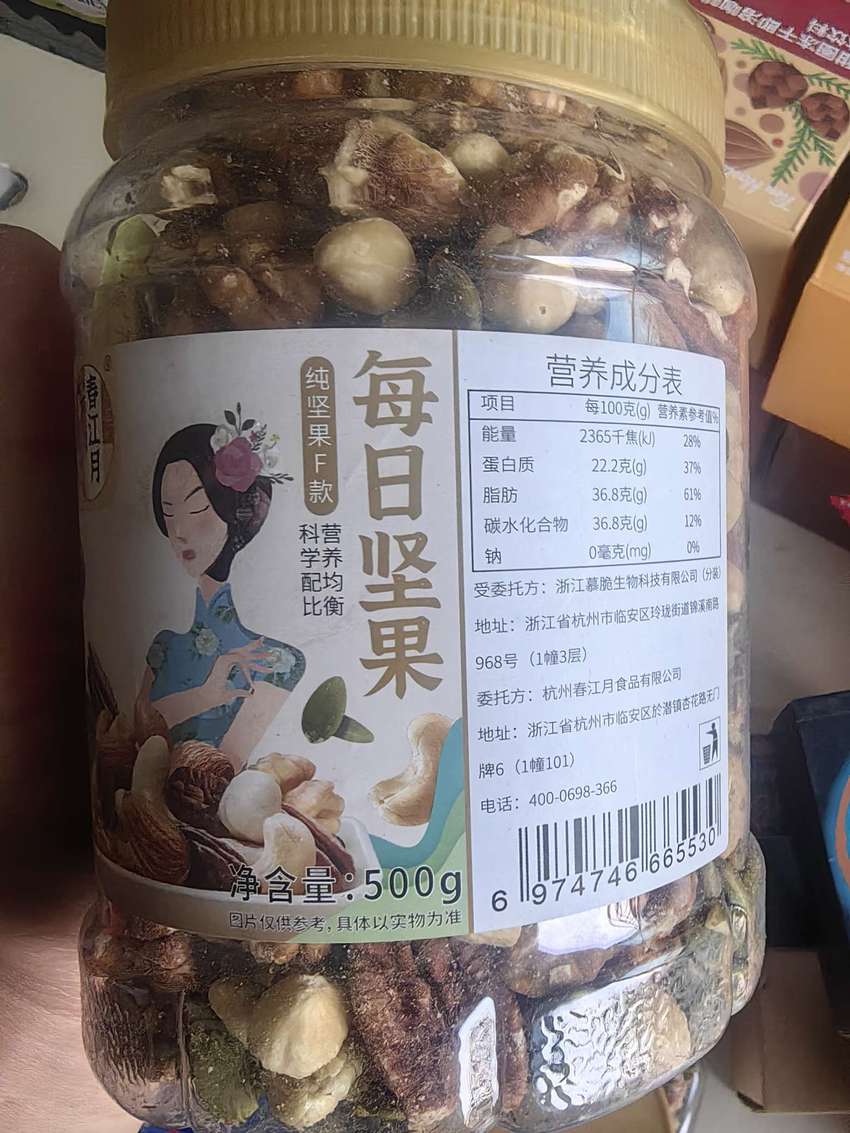 春江月
®
纯坚果F款
每日坚果
营养均衡
科学配比
净含量:500g
图片仅供参考,具体以实物为准
营养成分表
项目 每100克(g) 营养素参考值%
能量 2365千焦(kJ) 28%
蛋白质 22.2克(g) 37%
脂肪 36.8克(g) 61%
碳水化合物 36.8克(g) 12%
钠 0毫克(mg) 0%
受委托方:浙江慕脆生物科技有限公司(分装)
地址:浙江省杭州市临安区玲珑街道锦溪南路
968号(1幢3层)
委托方:杭州春江月食品有限公司
地址:浙江省杭州市临安区於潜镇杏花路无门
牌6(1幢101)
电话:400-0698-366
6 974746 665530